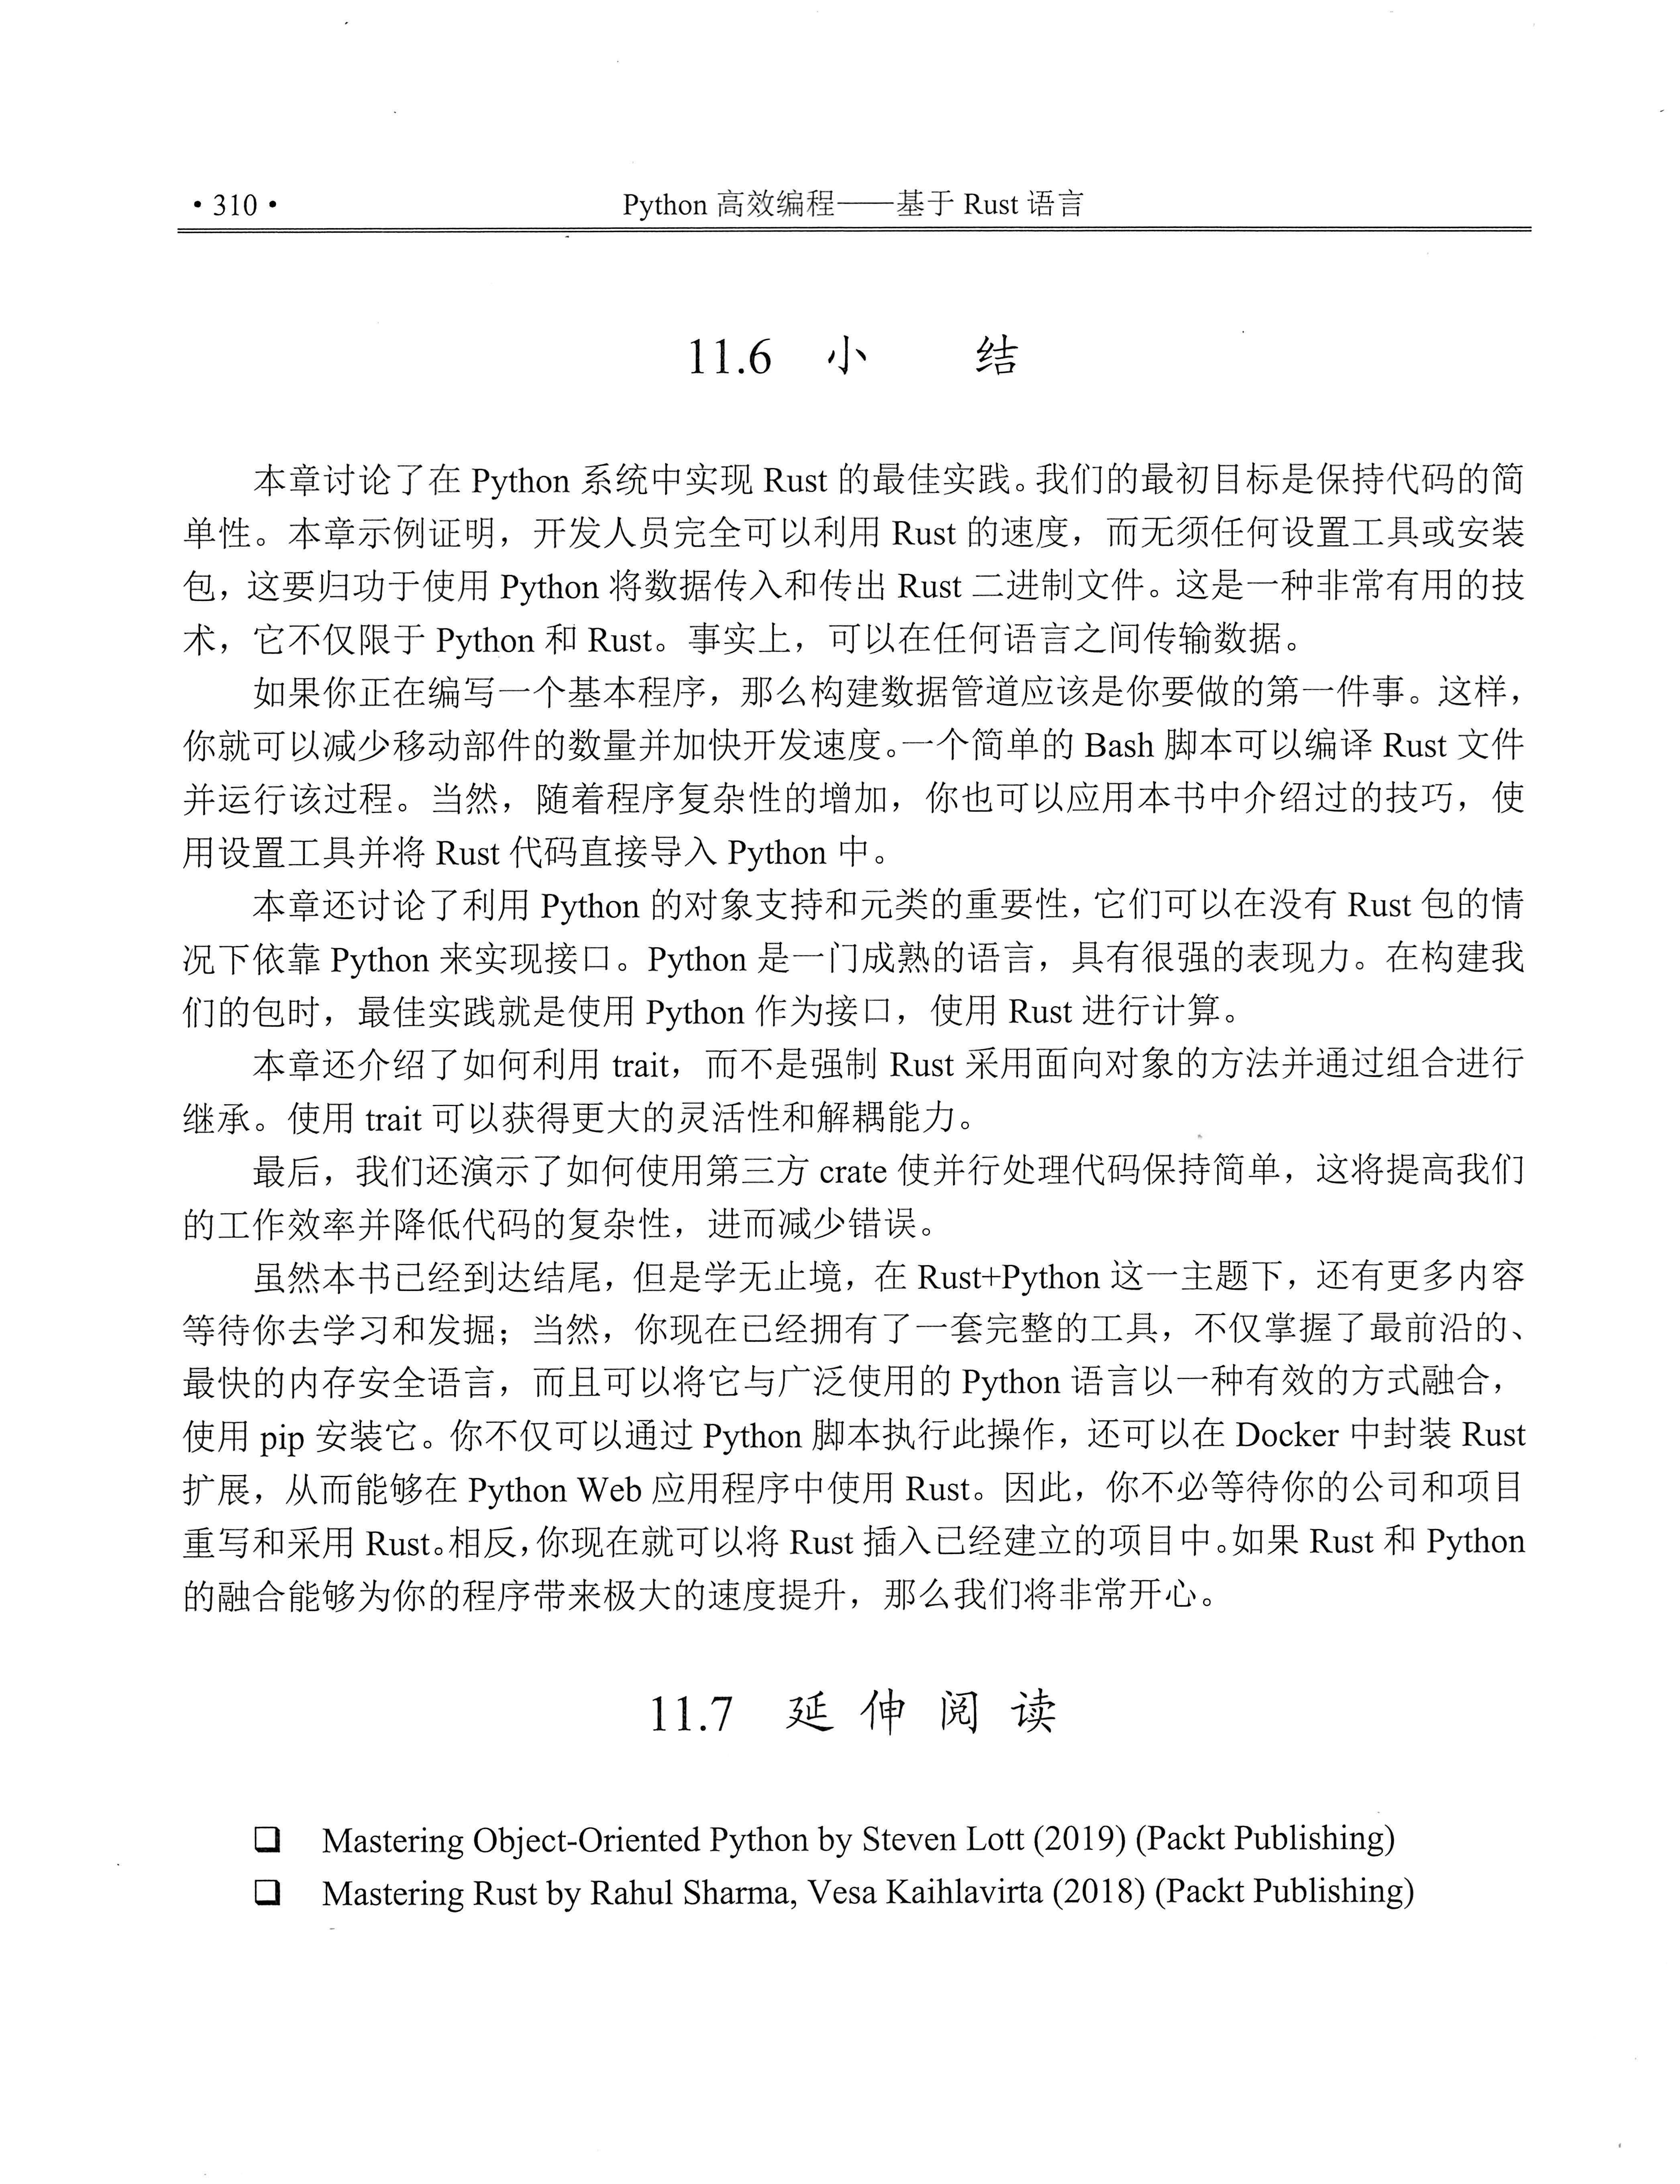 • 310 •
Python 高效编程——基于 Rust 语言
11.6 小 结
本章讨论了在 Python 系统中实现 Rust 的最佳实践。我们的最初目标是保持代码的简
单性。本章示例证明，开发人员完全可以利用 Rust 的速度，而无须任何设置工具或安装
包，这要归功于使用 Python 将数据传入和传出 Rust 二进制文件。这是一种非常有用的技
术，它不仅限于 Python 和 Rust。事实上，可以在任何语言之间传输数据。
如果你正在编写一个基本程序，那么构建数据管道应该是你要做的第一件事。这样，
你就可以减少移动部件的数量并加快开发速度。一个简单的 Bash 脚本可以编译 Rust 文件
并运行该过程。当然，随着程序复杂性的增加，你也可以应用本书中介绍过的技巧，使
用设置工具并将 Rust 代码直接导入 Python 中。
本章还讨论了利用 Python 的对象支持和元类的重要性，它们可以在没有 Rust 包的情
况下依靠 Python 来实现接口。Python 是一门成熟的语言，具有很强的表现力。在构建我
们的包时，最佳实践就是使用 Python 作为接口，使用 Rust 进行计算。
本章还介绍了如何利用 trait，而不是强制 Rust 采用面向对象的方法并通过组合进行
继承。使用 trait 可以获得更大的灵活性和解耦能力。
最后，我们还演示了如何使用第三方 crate 使并行处理代码保持简单，这将提高我们
的工作效率并降低代码的复杂性，进而减少错误。
虽然本书已经到达结尾，但是学无止境，在 Rust+Python 这一主题下，还有更多内容
等待你去学习和发掘；当然，你现在已经拥有了一套完整的工具，不仅掌握了最前沿的、
最快的内存安全语言，而且可以将它与广泛使用的 Python 语言以一种有效的方式融合，
使用 pip 安装它。你不仅可以通过 Python 脚本执行此操作，还可以在 Docker 中封装 Rust
扩展，从而能够在 Python Web 应用程序中使用 Rust。因此，你不必等待你的公司和项目
重写和采用 Rust。相反，你现在就可以将 Rust 插入已经建立的项目中。如果 Rust 和 Python
的融合能够为你的程序带来极大的速度提升，那么我们将非常开心。
11.7 延 伸 阅 读
❑ Mastering Object-Oriented Python by Steven Lott (2019) (Packt Publishing)
❑ Mastering Rust by Rahul Sharma, Vesa Kaihlavirta (2018) (Packt Publishing)